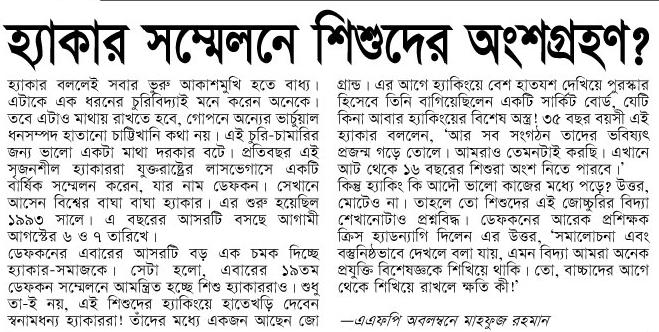 হ্যাকার সম্মেলনে শিশুদের অংশগ্রহণ?
হ্যাকার বললেই সবার ভুরু আকাশমুখি হতে বাধ্য।
এটাকে এক ধরনের চুরিবিদ্যাই মনে করেন অনেকে।
তবে এটাও মাথায় রাখতে হবে, গোপনে অন্যের ভার্চুয়াল
ধনসম্পদ হাতানো চাট্টিখানি কথা নয়। এই চুরি-চামারির
জন্য ভালো একটা মাথা দরকার বটে। প্রতিবছর এই
সৃজনশীল হ্যাকাররা যুক্তরাষ্ট্রের লাসভেগাসে একটি
বার্ষিক সম্মেলন করেন, যার নাম ডেফকন। সেখানে
আসেন বিশ্বের বাঘা বাঘা হ্যাকার। এর শুরু হয়েছিল
১৯৯৩ সালে। এ বছরের আসরটি বসছে আগামী
আগস্টের ৬ ও ৭ তারিখে।
ডেফকনের এবারের আসরটি বড় এক চমক দিচ্ছে
হ্যাকার-সমাজকে। সেটা হলো, এবারের ১৯তম
ডেফকন সম্মেলনে আমন্ত্রিত হচ্ছে শিশু হ্যাকাররাও। শুধু
তা-ই নয়, এই শিশুদের হ্যাকিংয়ে হাতেখড়ি দেবেন
স্বনামধন্য হ্যাকাররা! তাঁদের মধ্যে একজন আছেন জো
গ্রান্ড। এর আগে হ্যাকিংয়ে বেশ হাতযশ দেখিয়ে পুরস্কার
হিসেবে তিনি বাগিয়েছিলেন একটি সার্কিট বোর্ড, যেটি
কিনা আবার হ্যাকিংয়ের বিশেষ অস্ত্র! ৩৫ বছর বয়সী এই
হ্যাকার বললেন, ‘আর সব সংগঠন তাদের ভবিষ্যৎ
প্রজন্ম গড়ে তোলে। আমরাও তেমনটাই করছি। এখানে
আট থেকে ১৬ বছরের শিশুরা অংশ নিতে পারবে।’
কিন্তু হ্যাকিং কি আদৌ ভালো কাজের মধ্যে পড়ে? উত্তর,
মোটেও না। তাহলে তো শিশুদের এই জোচ্চুরির বিদ্যা
শেখানোটাও প্রশ্নবিদ্ধ। ডেফকনের আরেক প্রশিক্ষক
ক্রিস হ্যাডন্যাগি দিলেন এর উত্তর, ‘সমালোচনা এবং
বস্তুনিষ্ঠভাবে দেখলে বলা যায়, এমন বিদ্যা আমরা অনেক
প্রযুক্তি বিশেষজ্ঞকে শিখিয়ে থাকি। তো, বাচ্চাদের আগে
থেকে শিখিয়ে রাখলে ক্ষতি কী!’
—এএফপি অবলম্বনে মাহফুজ রহমান